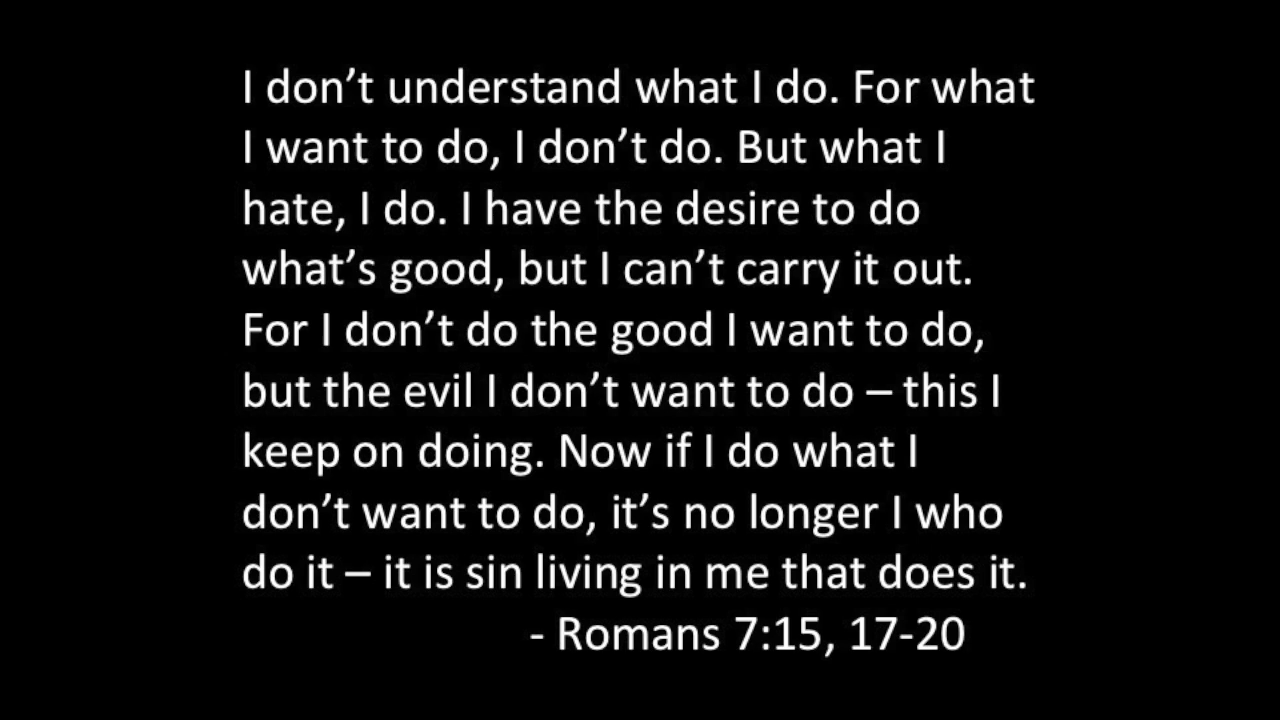 I don’t understand what I do. For what
I want to do, I don’t do. But what I
hate, I do. I have the desire to do
what’s good, but I can’t carry it out.
For I don’t do the good I want to do,
but the evil I don’t want to do – this I
keep on doing. Now if I do what I
don’t want to do, it’s no longer I who
do it – it is sin living in me that does it.
- Romans 7:15, 17-20